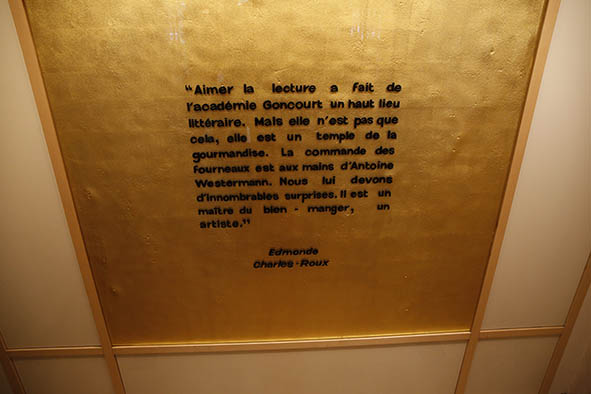 “Aimer la lecture a fait de
l’académie Goncourt un haut lieu
littéraire. Mais elle n’est pas que
cela, elle est un temple de la
gourmandise. La commande des
fourneaux est aux mains d’Antoine
Westermann. Nous lui devons
d’innombrables surprises. Il est un
maître du bien - manger, un
artiste.”
Edmonde
Charles-Roux